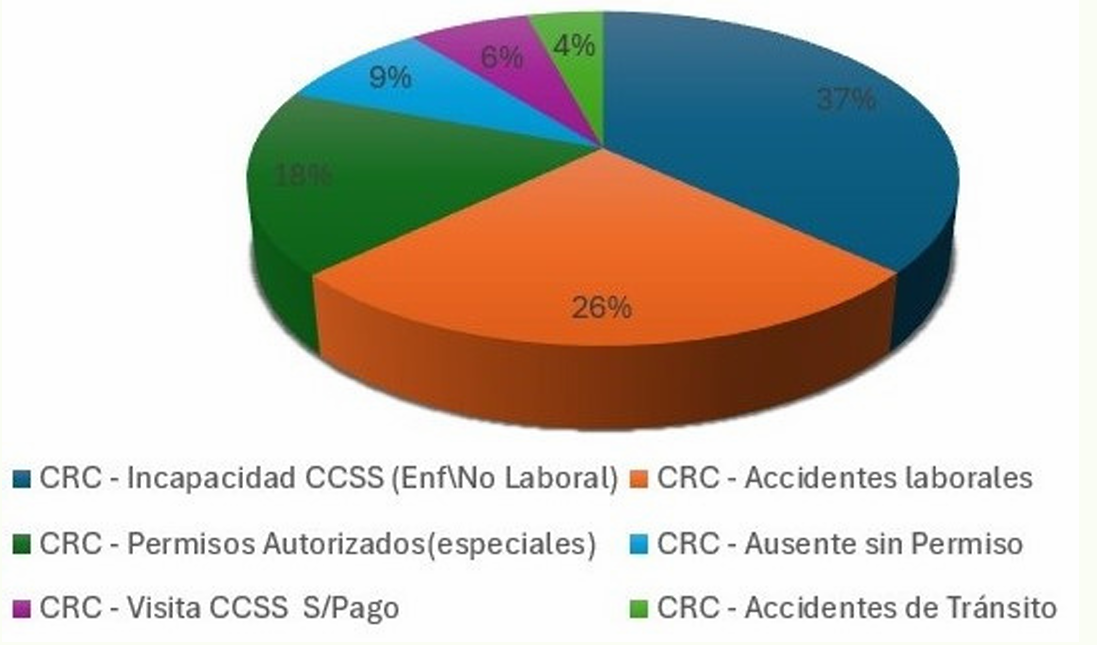 4%
6%
9%
37%
18%
26%
CRC - Incapacidad CCSS (Enf\No Laboral)
CRC - Accidentes laborales
CRC - Permisos Autorizados(especiales)
CRC - Ausente sin Permiso
CRC - Visita CCSS  S/Pago
CRC - Accidentes de Tránsito